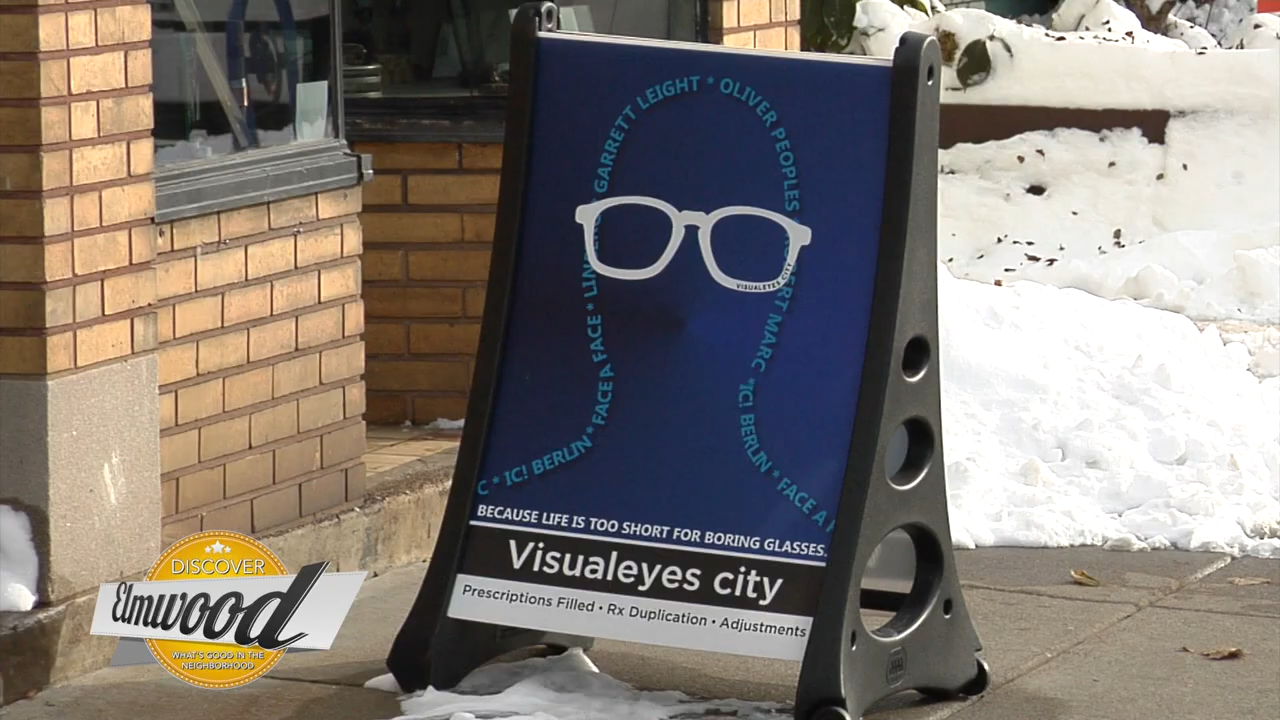 GARRETT LEIGHT * OLIVER PEOPLES
FACE A FACE *
MARC * IC! BERLIN * FACE A
C * IC! BERLIN *
VISUALEYES CITY
BECAUSE LIFE IS TOO SHORT FOR BORING GLASSES.
Visualeyes city
Prescriptions Filled • Rx Duplication • Adjustments
DISCOVER
Elmwood
WHAT'S GOOD IN THE
NEIGHBORHOOD